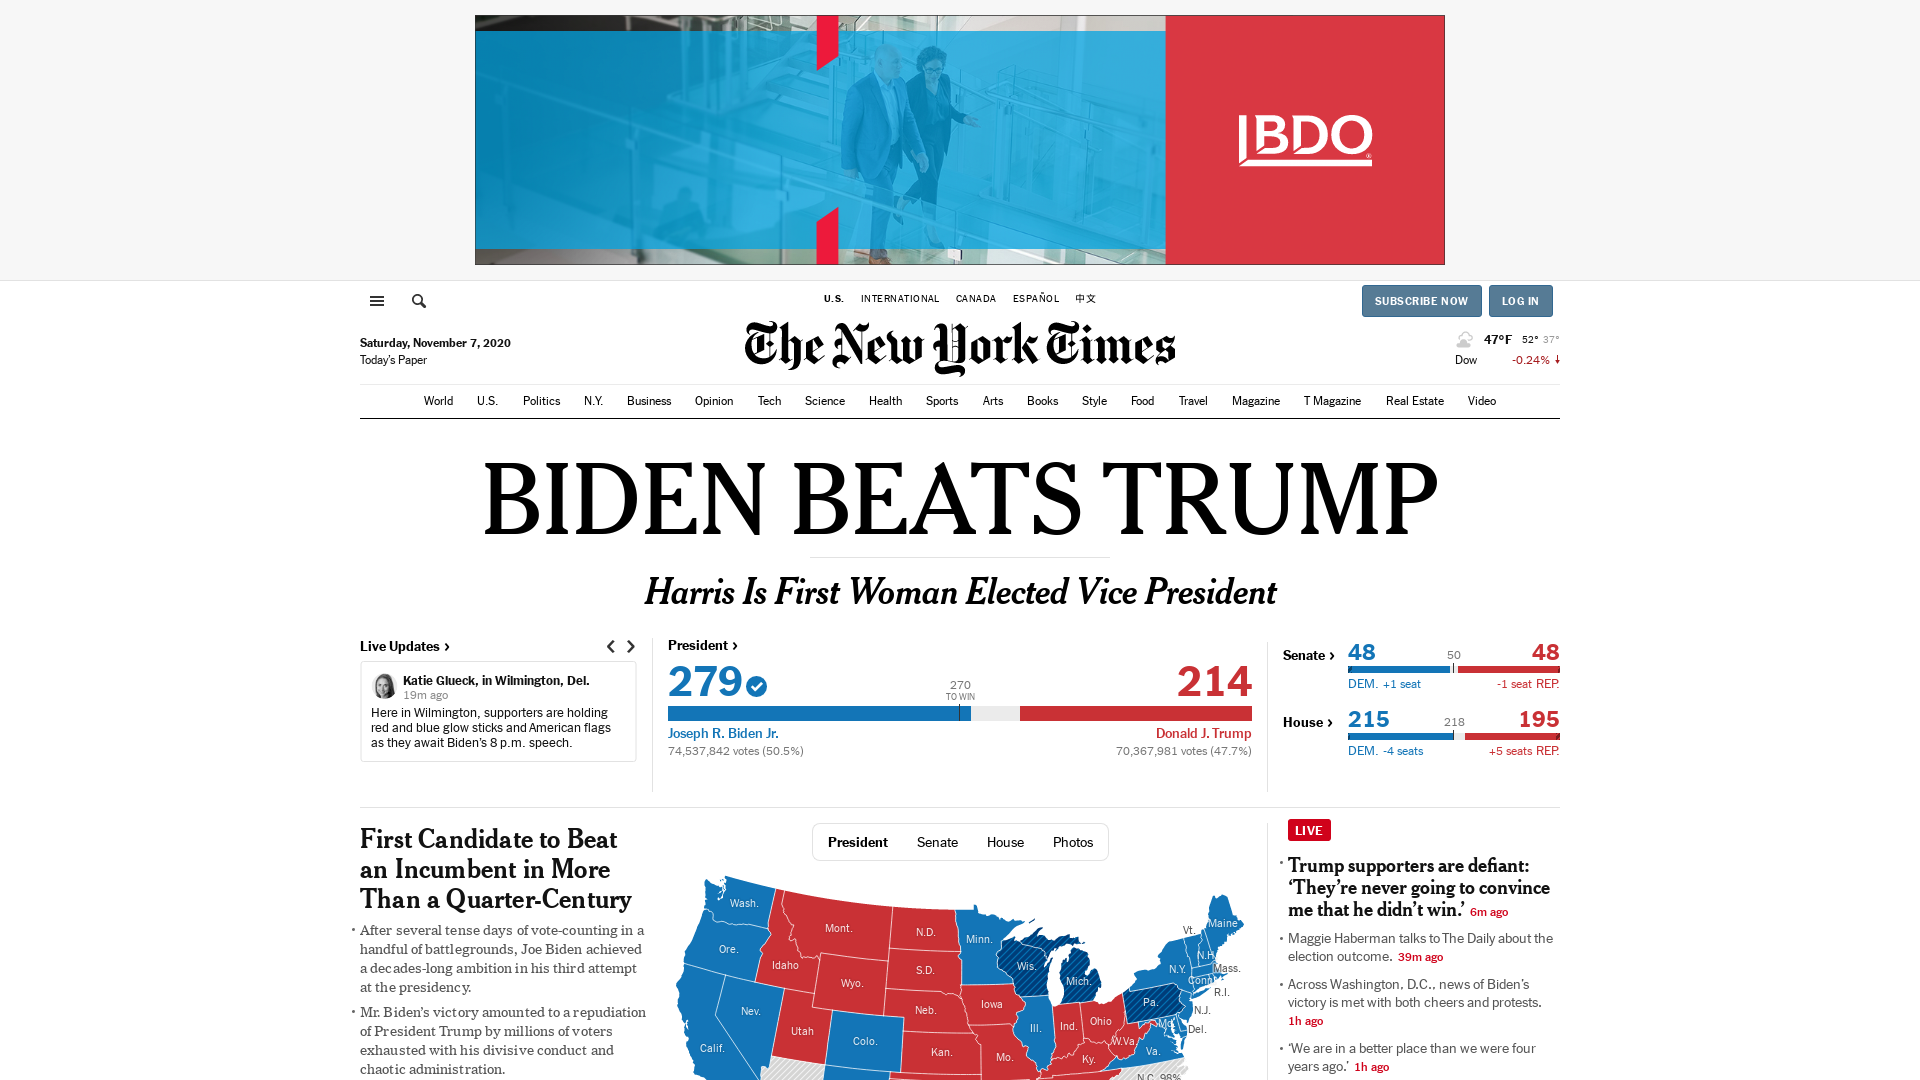 BDO
U.S. INTERNATIONAL CANADA ESPAÑOL 中文
SUBSCRIBE NOW LOG IN
Saturday, November 7, 2020
Today's Paper
The New York Times
47°F 52° 37°
Dow -0.24%
World U.S. Politics N.Y. Business Opinion Tech Science Health Sports Arts Books Style Food Travel Magazine T Magazine Real Estate Video
BIDEN BEATS TRUMP
Harris Is First Woman Elected Vice President
Live Updates ›
Katie Glueck, in Wilmington, Del.
19m ago
Here in Wilmington, supporters are holding
red and blue glow sticks and American flags
as they await Biden's 8 p.m. speech.
President ›
279
270
TO WIN
214
Joseph R. Biden Jr.
Donald J. Trump
74,537,842 votes (50.5%)
70,367,981 votes (47.7%)
Senate ›
48
50
48
DEM. +1 seat
-1 seat REP.
House ›
215
218
195
DEM. -4 seats
+5 seats REP.
First Candidate to Beat
an Incumbent in More
Than a Quarter-Century
• After several tense days of vote-counting in a
handful of battlegrounds, Joe Biden achieved
a decades-long ambition in his third attempt
at the presidency.
• Mr. Biden's victory amounted to a repudiation
of President Trump by millions of voters
exhausted with his divisive conduct and
chaotic administration.
President Senate House Photos
Wash.
Ore.
Calif.
Nev.
Idaho
Mont.
Wyo.
Utah
Colo.
N.D.
S.D.
Neb.
Kan.
Minn.
Iowa
Mo.
Wis.
Ill.
Mich.
Ind.
Ohio
Ky.
W.Va.
Va.
Pa.
N.Y.
Vt.
N.H.
Maine
Mass.
Conn.
R.I.
N.J.
Del.
Md.
N.C. 98%
LIVE
• Trump supporters are defiant:
‘They're never going to convince
me that he didn't win.’ 6m ago
• Maggie Haberman talks to The Daily about the
election outcome. 39m ago
• Across Washington, D.C., news of Biden's
victory is met with both cheers and protests.
1h ago
• ‘We are in a better place than we were four
years ago.’ 1h ago